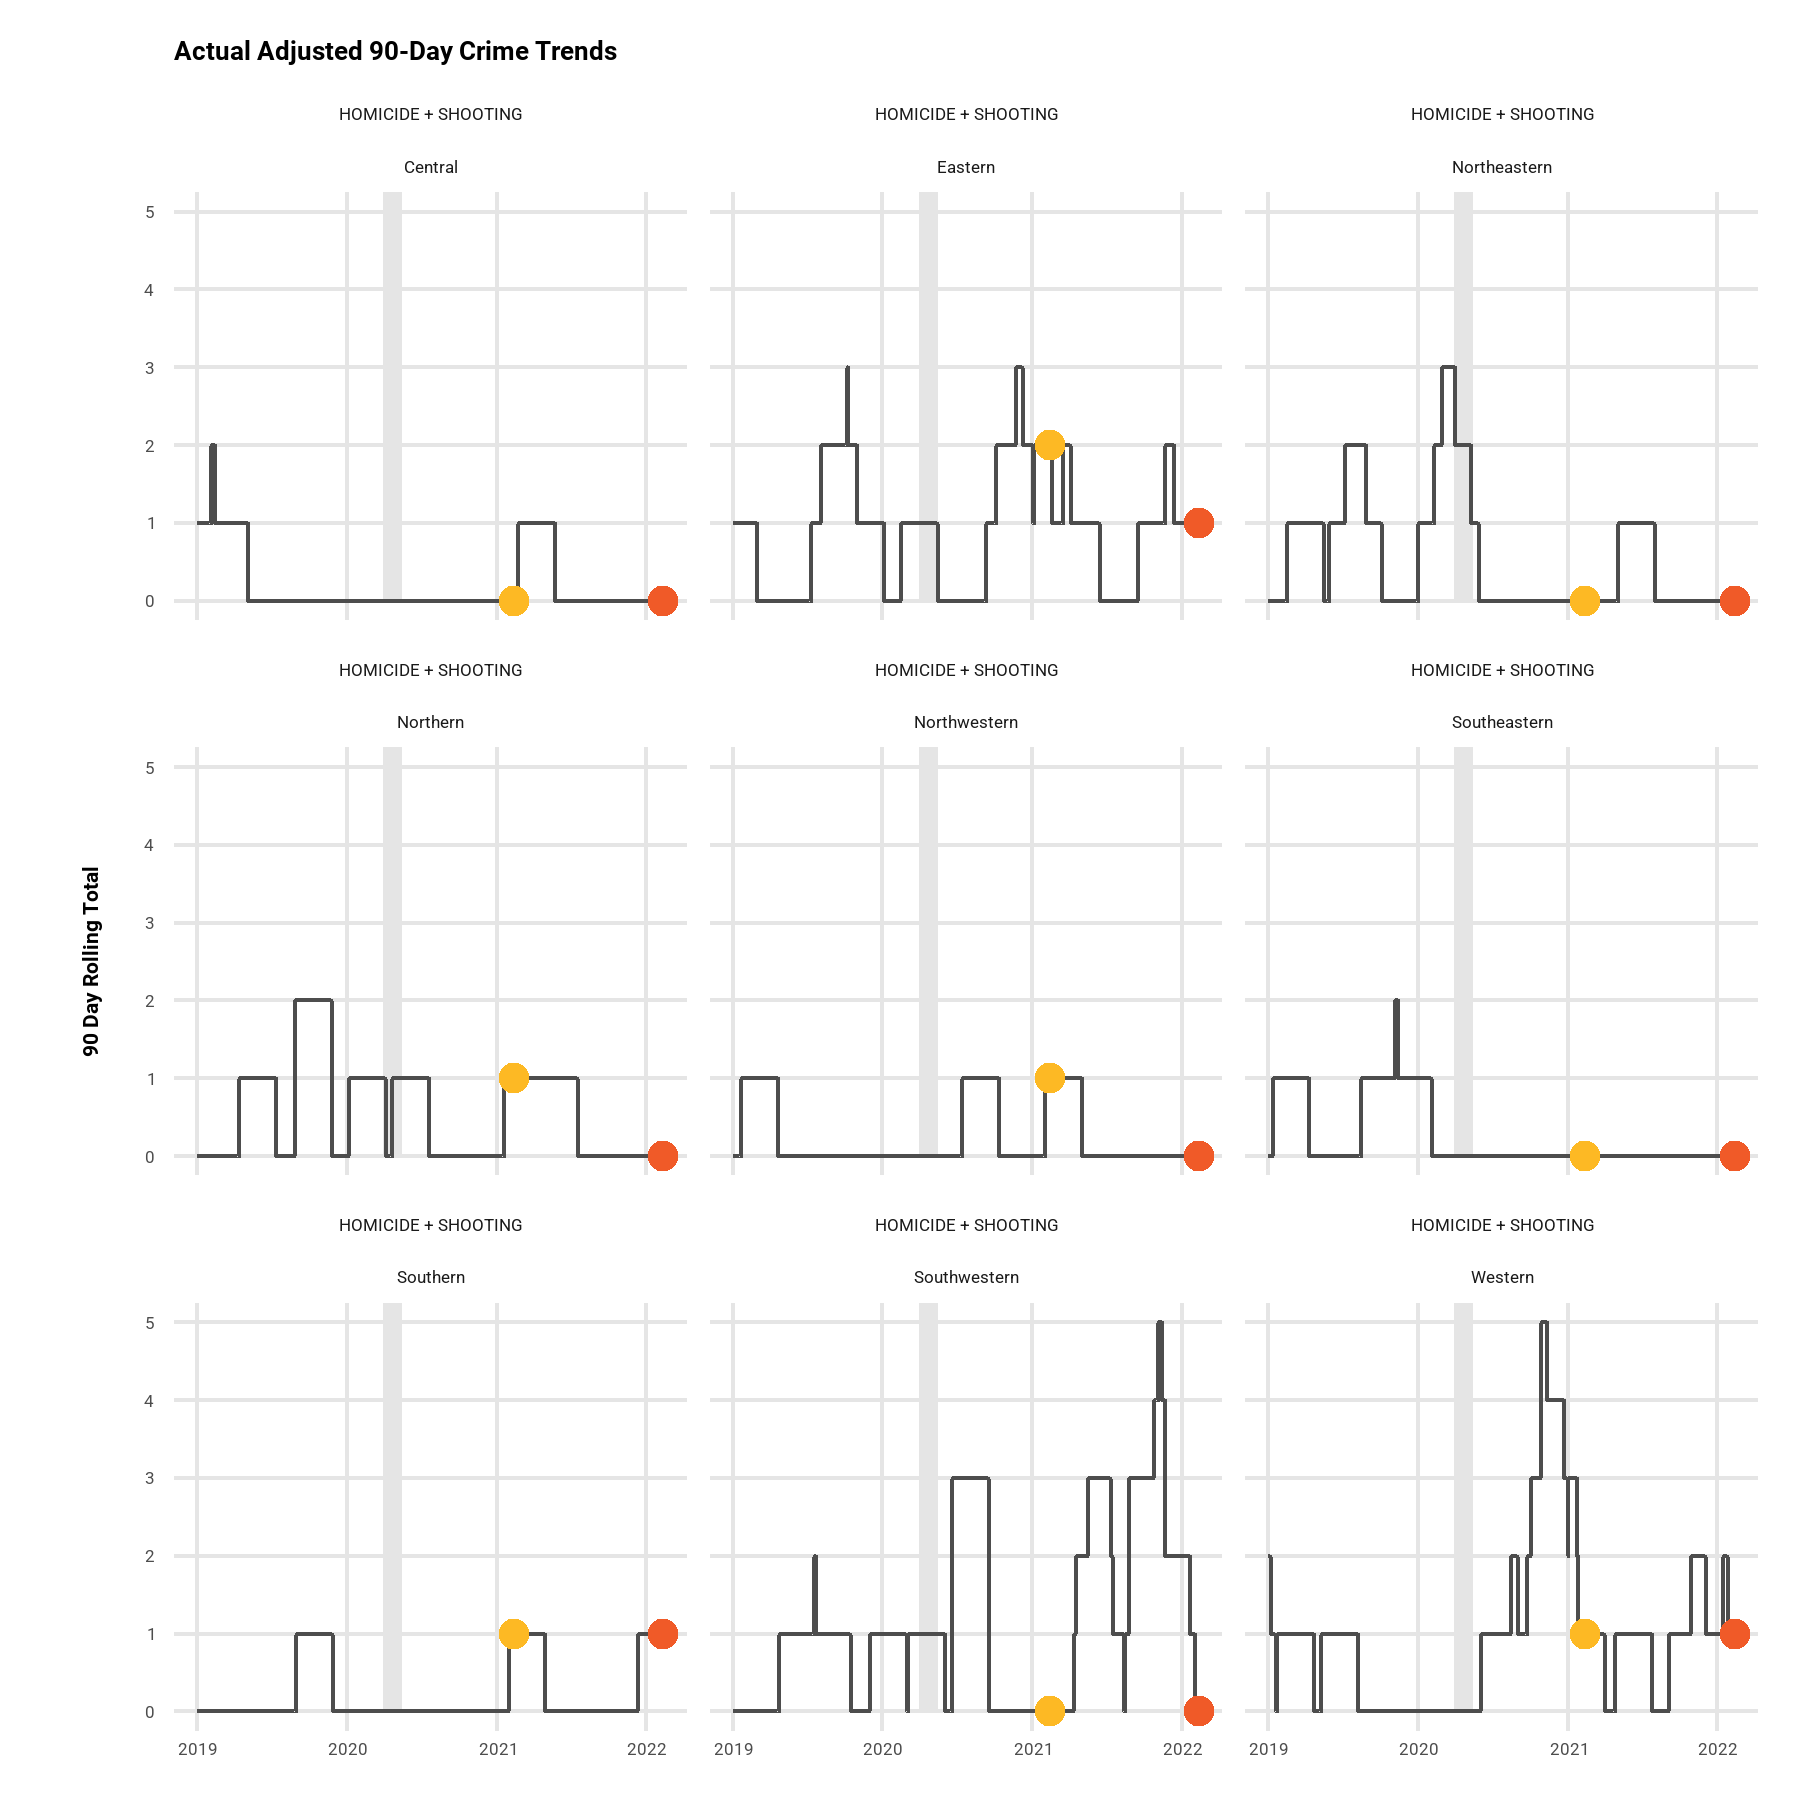 Actual Adjusted 90-Day Crime Trends
HOMICIDE + SHOOTING
HOMICIDE + SHOOTING
HOMICIDE + SHOOTING
Central
Eastern
Northeastern
5
4
3
2
1
0
HOMICIDE + SHOOTING
HOMICIDE + SHOOTING
HOMICIDE + SHOOTING
Northern
Northwestern
Southeastern
5
4
3
2
1
0
90 Day Rolling Total
HOMICIDE + SHOOTING
HOMICIDE + SHOOTING
HOMICIDE + SHOOTING
Southern
Southwestern
Western
5
4
3
2
1
0
2019 2020 2021 2022
2019 2020 2021 2022
2019 2020 2021 2022